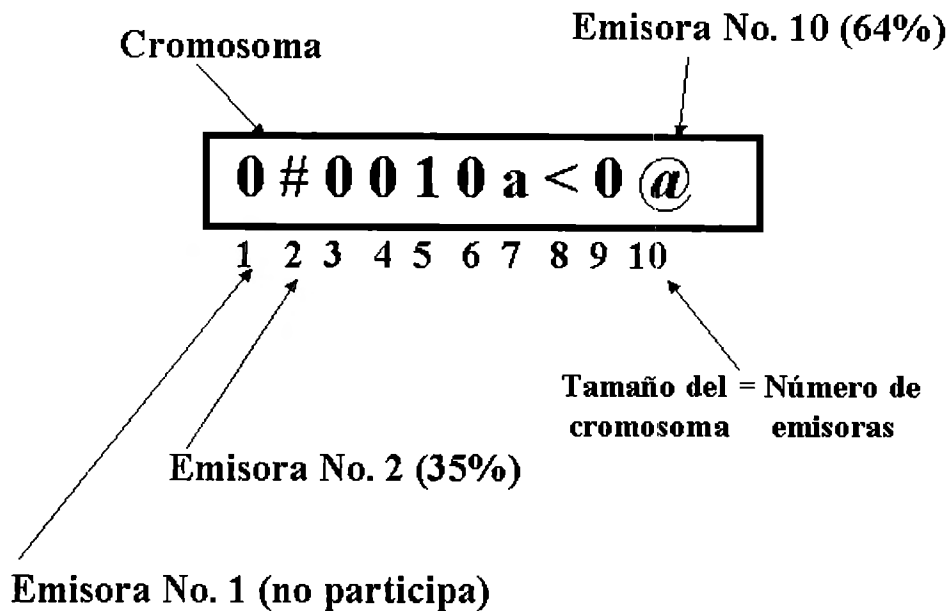 Cromosoma
Emisora No. 10 (64%)
0 # 0 0 1 0 a < 0 @
1 2 3 4 5 6 7 8 9 10
Tamaño del = Número de
cromosoma emisoras
Emisora No. 2 (35%)
Emisora No. 1 (no participa)